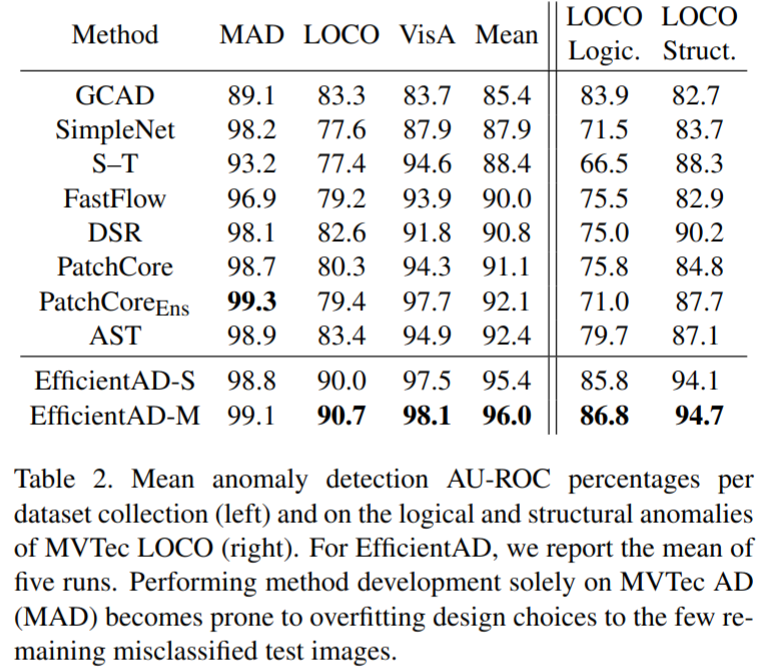 Method MAD LOCO VisA Mean LOCO Logic. LOCO Struct.
GCAD 89.1 83.3 83.7 85.4 83.9 82.7
SimpleNet 98.2 77.6 87.9 87.9 71.5 83.7
S–T 93.2 77.4 94.6 88.4 66.5 88.3
FastFlow 96.9 79.2 93.9 90.0 75.5 82.9
DSR 98.1 82.6 91.8 90.8 75.0 90.2
PatchCore 98.7 80.3 94.3 91.1 75.8 84.8
PatchCoreEns 99.3 79.4 97.7 92.1 71.0 87.7
AST 98.9 83.4 94.9 92.4 79.7 87.1
EfficientAD-S 98.8 90.0 97.5 95.4 85.8 94.1
EfficientAD-M 99.1 90.7 98.1 96.0 86.8 94.7
Table 2. Mean anomaly detection AU-ROC percentages per
dataset collection (left) and on the logical and structural anomalies
of MVTec LOCO (right). For EfficientAD, we report the mean of
five runs. Performing method development solely on MVTec AD
(MAD) becomes prone to overfitting design choices to the few re-
maining misclassified test images.